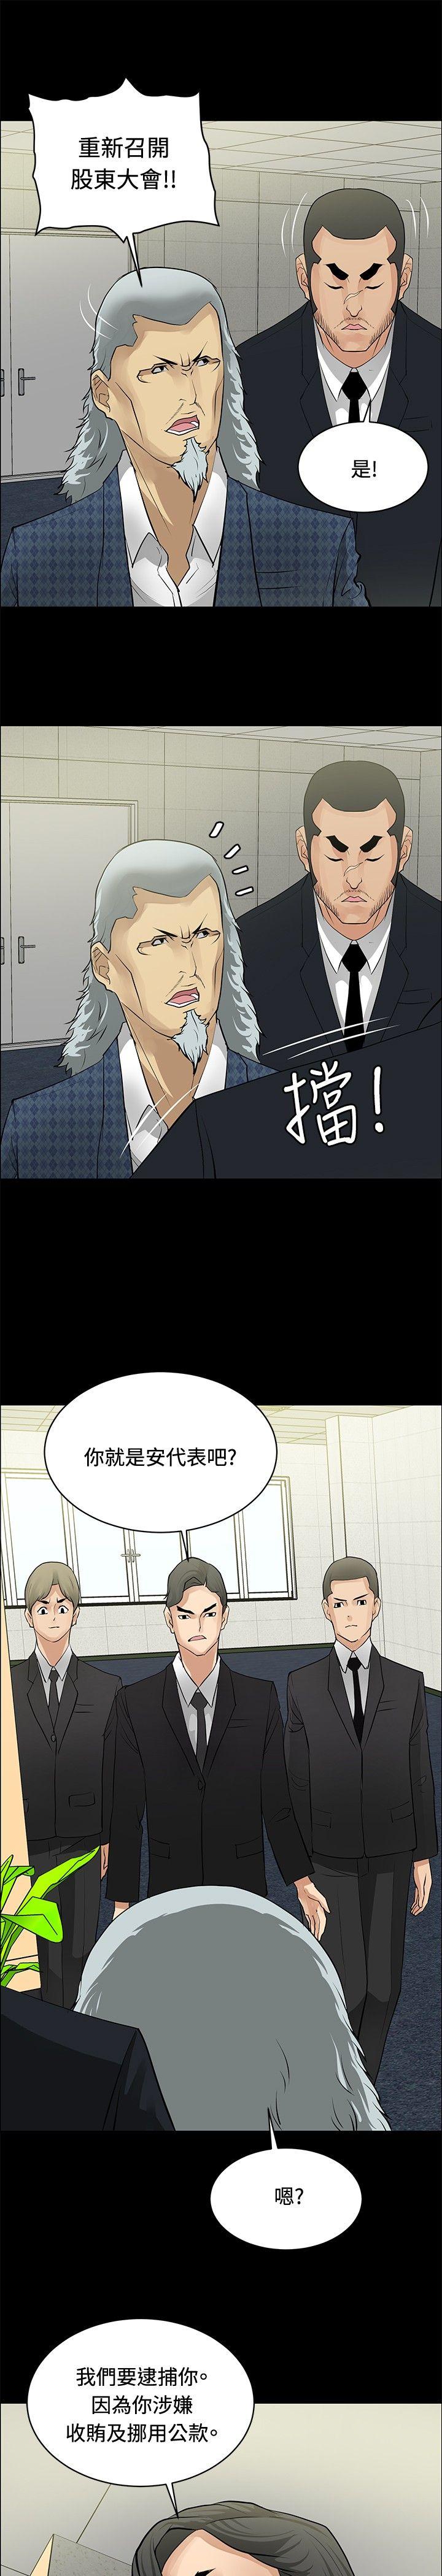 重新召開
股東大會!!
是!
擋!
你就是安代表吧?
嗯?
我們要逮捕你。
因為你涉嫌
收賄及挪用公款。